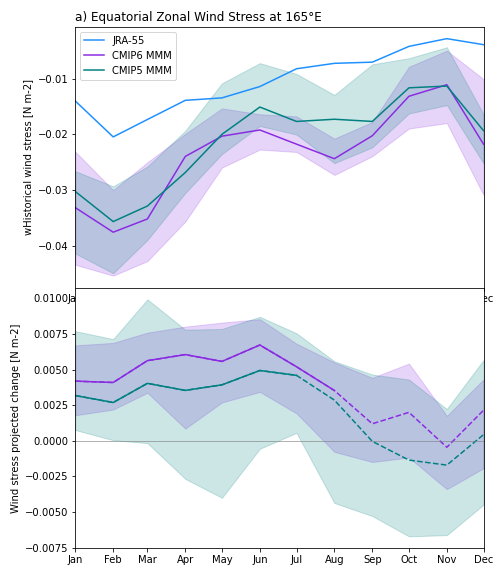 a) Equatorial Zonal Wind Stress at 165°E
JRA-55
CMIP6 MMM
CMIP5 MMM
−0.01
−0.02
−0.03
−0.04
wHistorical wind stress [N m-2]
0.0100
0.0075
0.0050
0.0025
0.0000
−0.0025
−0.0050
−0.0075
Wind stress projected change [N m-2]
Jan Feb Mar Apr May Jun Jul Aug Sep Oct Nov Dec